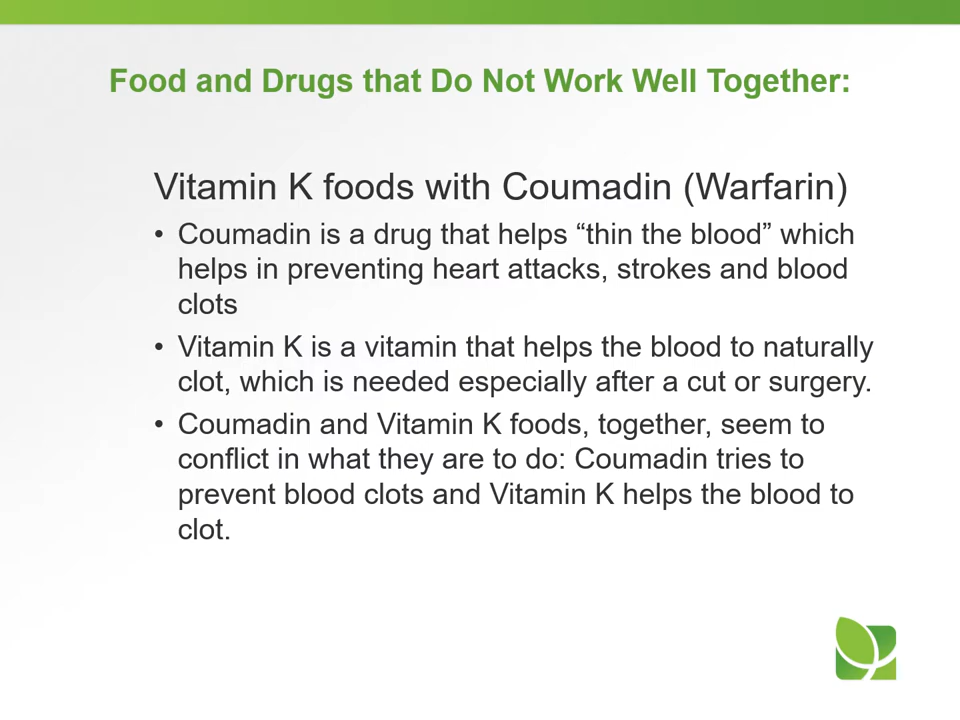 Food and Drugs that Do Not Work Well Together:
Vitamin K foods with Coumadin (Warfarin)
• Coumadin is a drug that helps “thin the blood” which
helps in preventing heart attacks, strokes and blood
clots
• Vitamin K is a vitamin that helps the blood to naturally
clot, which is needed especially after a cut or surgery.
• Coumadin and Vitamin K foods, together, seem to
conflict in what they are to do: Coumadin tries to
prevent blood clots and Vitamin K helps the blood to
clot.